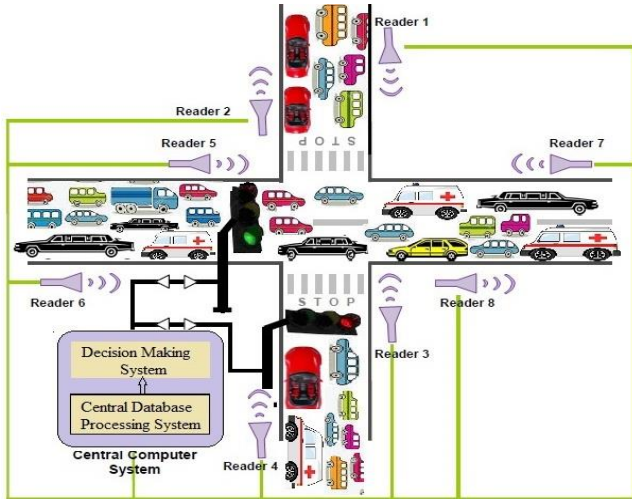 Reader 1
Reader 2
STOP
Reader 5
Reader 7
Reader 6
STOP
Reader 8
Reader 3
Decision Making
System
Central Database
Processing System
Central Computer
System
Reader 4